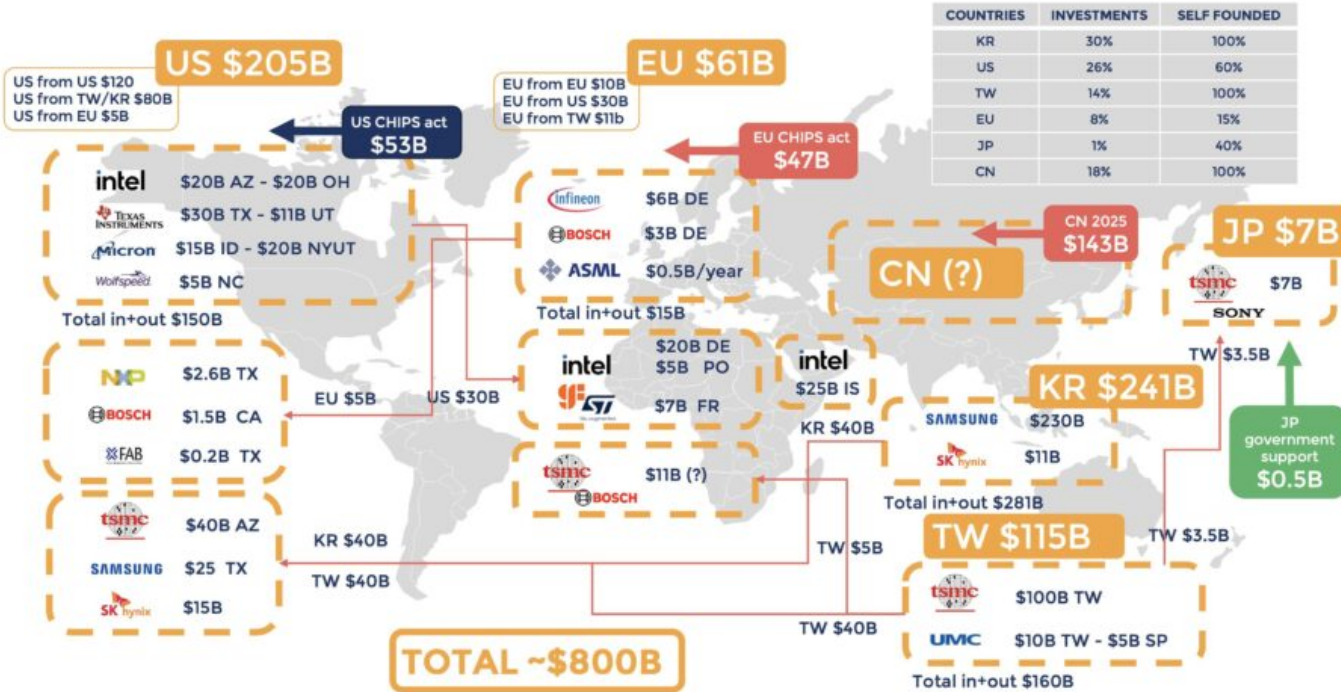 COUNTRIES INVESTMENTS SELF FOUNDED
KR 30% 100%
US 26% 60%
TW 14% 100%
EU 8% 15%
JP 1% 40%
CN 18% 100%
US $205B
US from US $120
US from TW/KR $80B
US from EU $5B
US CHIPS act
$53B
intel $20B AZ - $20B OH
TEXAS INSTRUMENTS $30B TX - $11B UT
Micron $15B ID - $20B NYUT
Wolfspeed $5B NC
Total in+out $150B
NXP $2.6B TX
BOSCH $1.5B CA
XFAB $0.2B TX
tsmc $40B AZ
SAMSUNG $25 TX
SK hynix $15B
EU $5B
US $30B
KR $40B
TW $40B
EU $61B
EU from EU $10B
EU from US $30B
EU from TW $11b
EU CHIPS act
$47B
infineon $6B DE
BOSCH $3B DE
ASML $0.5B/year
Total in+out $15B
intel $20B DE
$5B PO
GF ST $7B FR
tsmc BOSCH $11B (?)
intel
$25B IS
KR $40B
CN 2025
$143B
CN (?)
JP $7B
tsmc $7B
SONY
TW $3.5B
JP
government
support
$0.5B
KR $241B
SAMSUNG $230B
SK hynix $11B
Total in+out $281B
TW $115B
TW $3.5B
TW $5B
TW $40B
tsmc $100B TW
UMC $10B TW - $5B SP
Total in+out $160B
TOTAL ~$800B